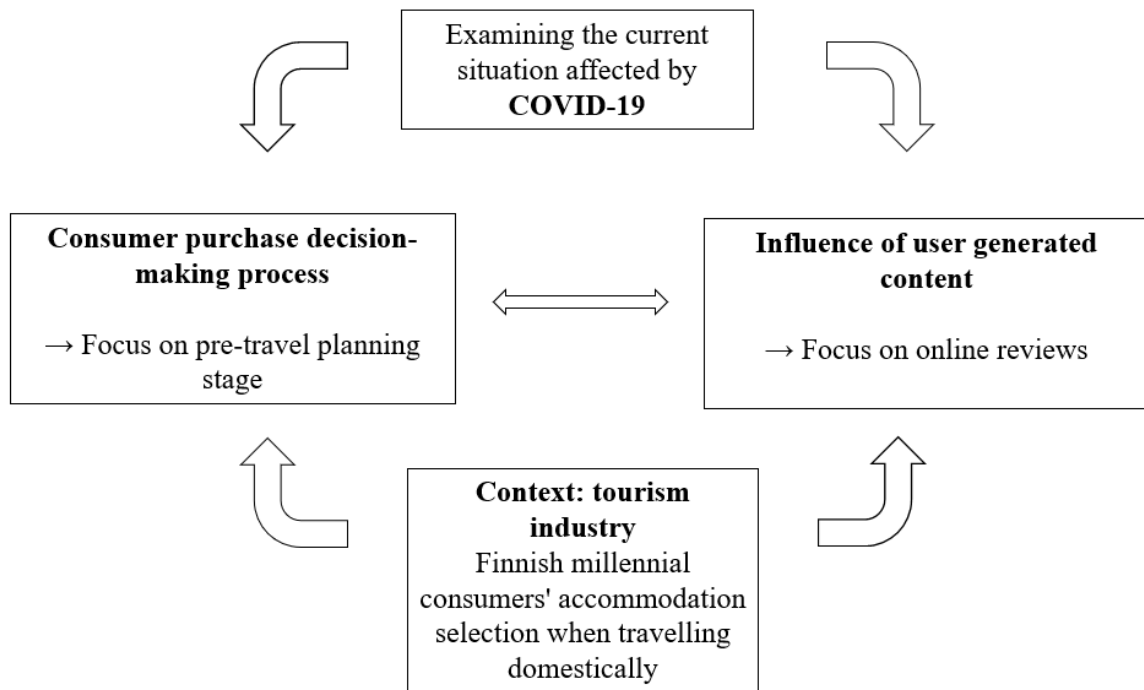 Examining the current
situation affected by
COVID-19
Consumer purchase decision-
making process
→ Focus on pre-travel planning
stage
Influence of user generated
content
→ Focus on online reviews
Context: tourism
industry
Finnish millennial
consumers' accommodation
selection when travelling
domestically